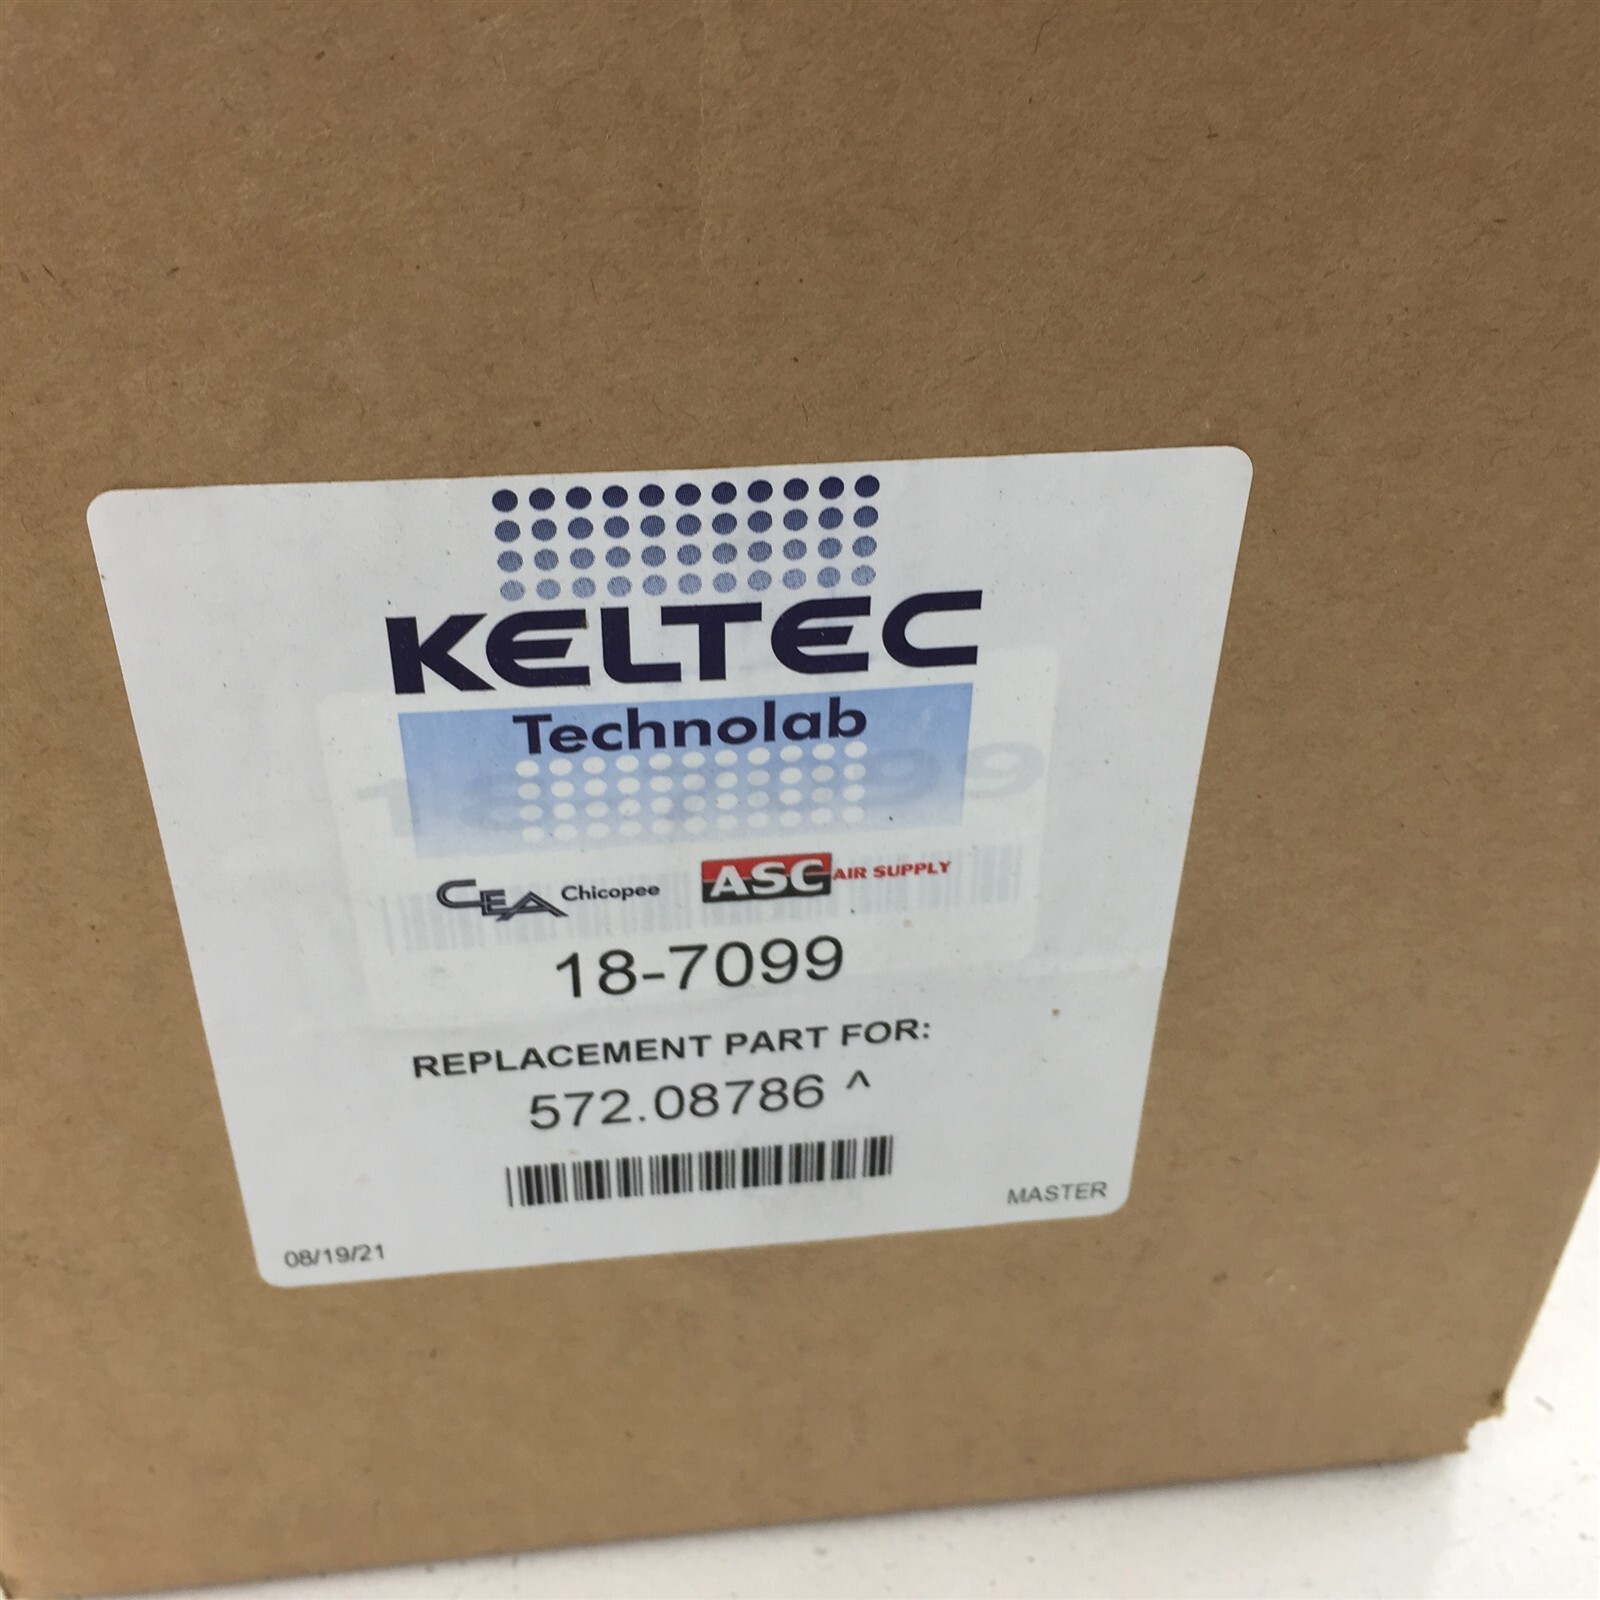 KELTEC
Technolab
CEA Chicopee ASC AIR SUPPLY
18-7099
REPLACEMENT PART FOR:
572.08786 ^
MASTER
08/19/21